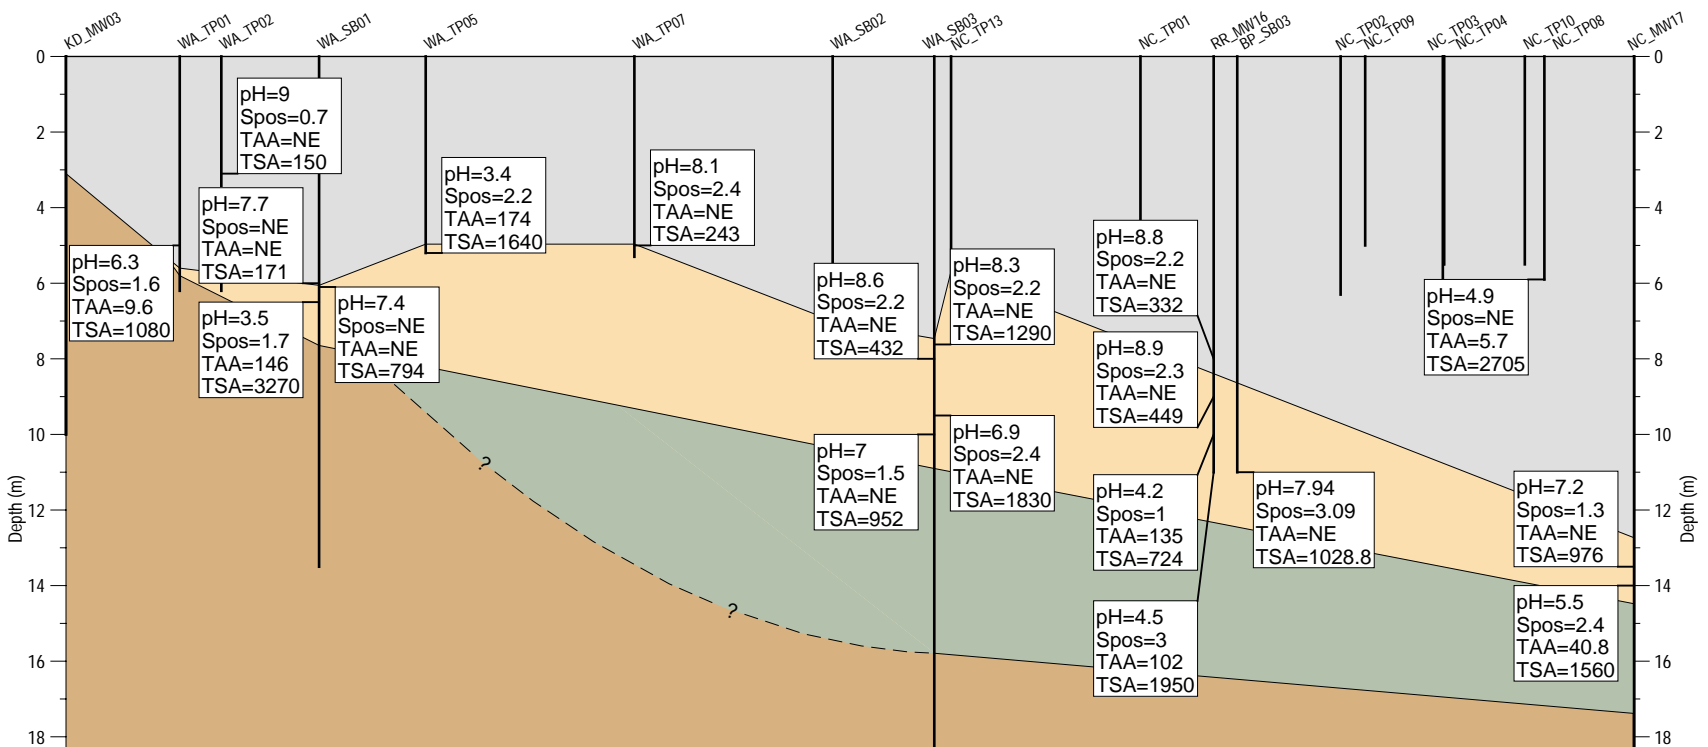 KD_MW03
WA_TP01
WA_TP02
WA_SB01
WA_TP05
WA_TP07
WA_SB02
WA_SB03
NC_TP13
NC_TP01
RR_MW16
BP_SB03
NC_TP02
NC_TP09
NC_TP03
NC_TP04
NC_TP10
NC_TP08
NC_MW17
0
2
4
6
8
10
12
14
16
18
Depth (m)
pH=9
Spos=0.7
TAA=NE
TSA=150
pH=7.7
Spos=NE
TAA=NE
TSA=171
pH=6.3
Spos=1.6
TAA=9.6
TSA=1080
pH=3.5
Spos=1.7
TAA=146
TSA=3270
pH=7.4
Spos=NE
TAA=NE
TSA=794
pH=3.4
Spos=2.2
TAA=174
TSA=1640
pH=8.1
Spos=2.4
TAA=NE
TSA=243
?
?
pH=8.6
Spos=2.2
TAA=NE
TSA=432
pH=7
Spos=1.5
TAA=NE
TSA=952
pH=8.3
Spos=2.2
TAA=NE
TSA=1290
pH=6.9
Spos=2.4
TAA=NE
TSA=1830
pH=8.8
Spos=2.2
TAA=NE
TSA=332
pH=8.9
Spos=2.3
TAA=NE
TSA=449
pH=4.2
Spos=1
TAA=135
TSA=724
pH=4.5
Spos=3
TAA=102
TSA=1950
pH=7.94
Spos=3.09
TAA=NE
TSA=1028.8
pH=4.9
Spos=NE
TAA=5.7
TSA=2705
pH=7.2
Spos=1.3
TAA=NE
TSA=976
pH=5.5
Spos=2.4
TAA=40.8
TSA=1560
0
2
4
6
8
10
12
14
16
18
Depth (m)